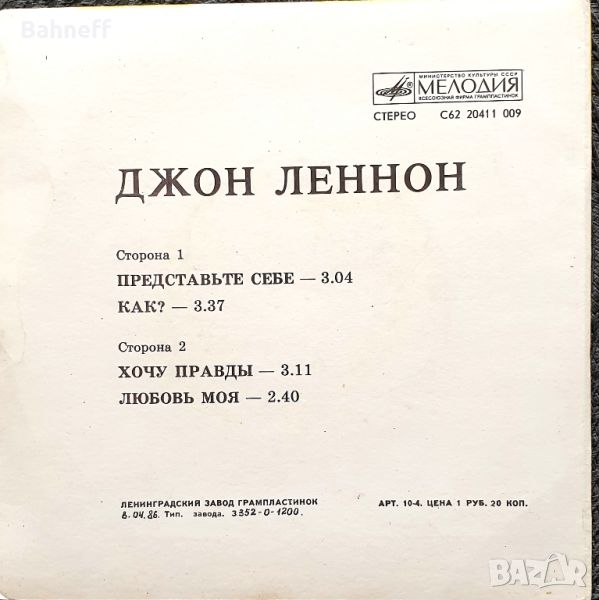 Bahneff
МИНИСТЕРСТВО КУЛЬТУРЫ СССР
МЕЛОДИЯ
ВСЕСОЮЗНАЯ ФИРМА ГРАМПЛАСТИНОК
СТЕРЕО С62 20411 009
ДЖОН ЛЕННОН
Сторона 1
ПРЕДСТАВЬТЕ СЕБЕ — 3.04
КАК? — 3.37
Сторона 2
ХОЧУ ПРАВДЫ — 3.11
ЛЮБОВЬ МОЯ — 2.40
ЛЕНИНГРАДСКИЙ ЗАВОД ГРАМПЛАСТИНОК АРТ. 10-4. ЦЕНА 1 РУБ. 20 КОП.
8.04.86. Тип. завода. 3352-0-1200.
BAZAR